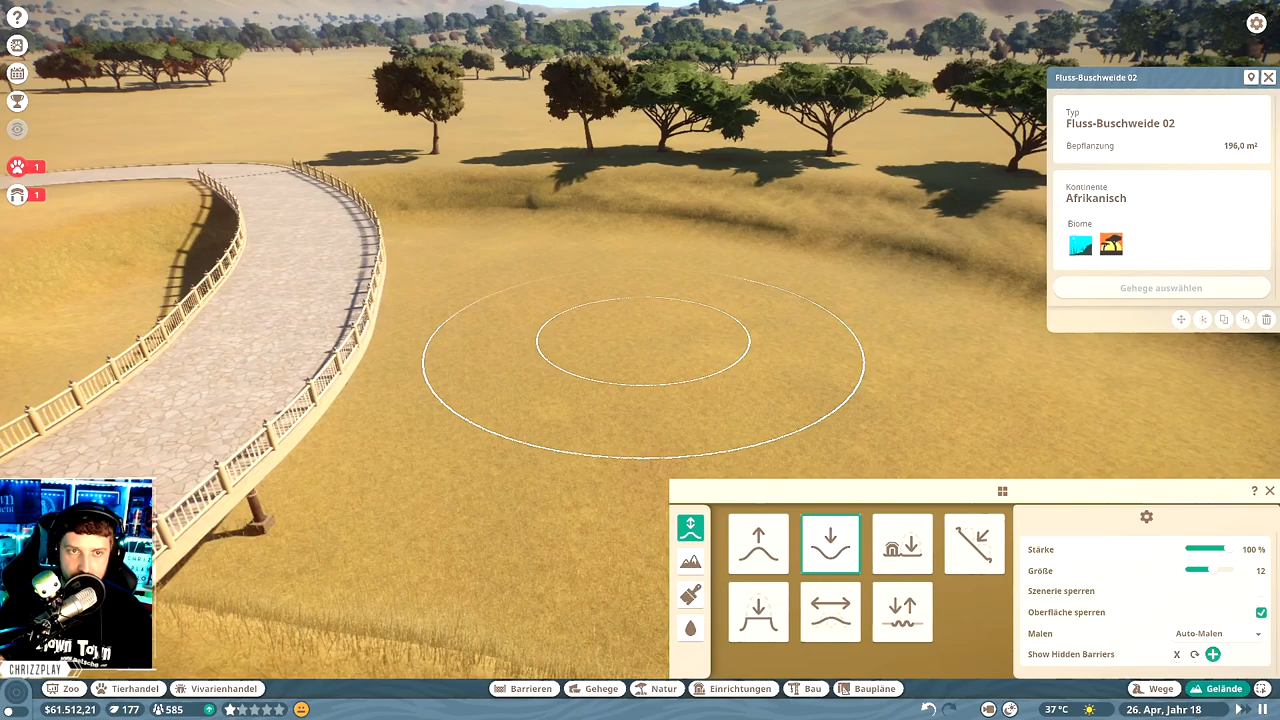 ?
1
1
Fluss-Buschweide 02
Typ
Fluss-Buschweide 02
Bepflanzung 196,0 m²
Kontinente
Afrikanisch
Biome
Gehege auswählen
?
Stärke 100 %
Größe 12
Szenerie sperren
Oberfläche sperren
Malen Auto-Malen
Show Hidden Barriers X
CHRIZZPLAY
Zoo Tierhandel Vivarienhandel Barrieren Gehege Natur Einrichtungen Bau Baupläne Wege Gelände
$61.512,21 177 585 37 °C 26. Apr, Jahr 18